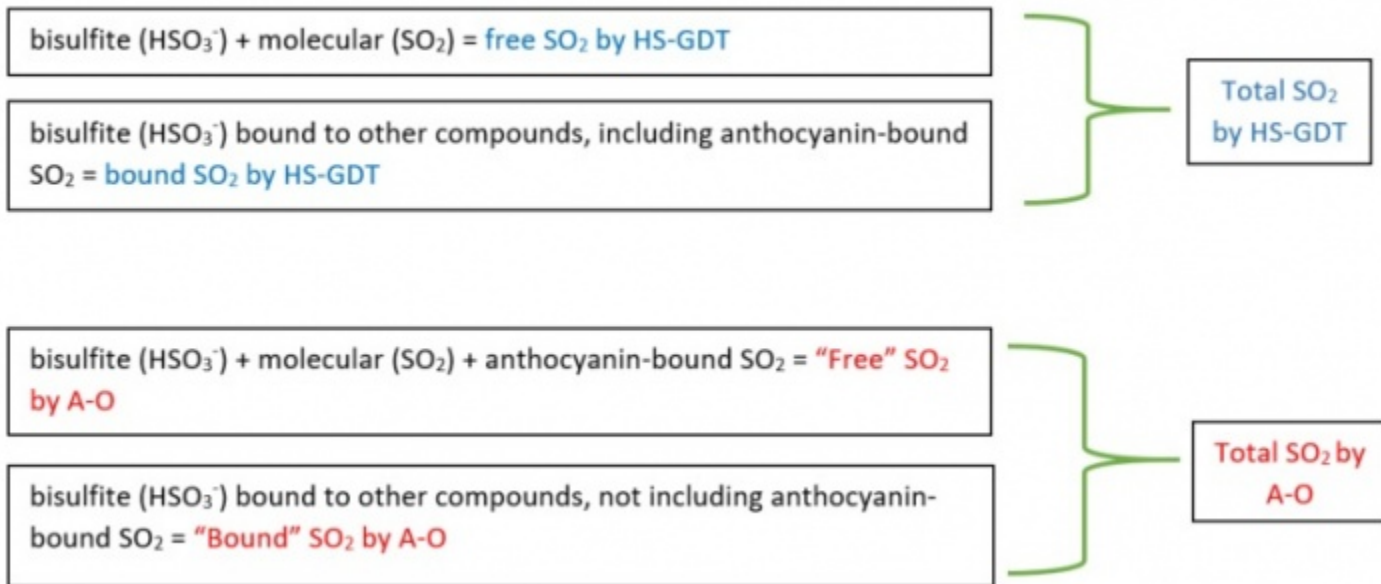 bisulfite (HSO₃⁻) + molecular (SO₂) = free SO₂ by HS-GDT
bisulfite (HSO₃⁻) bound to other compounds, including anthocyanin-bound
SO₂ = bound SO₂ by HS-GDT
Total SO₂
by HS-GDT
bisulfite (HSO₃⁻) + molecular (SO₂) + anthocyanin-bound SO₂ = “Free” SO₂
by A-O
bisulfite (HSO₃⁻) bound to other compounds, not including anthocyanin-
bound SO₂ = “Bound” SO₂ by A-O
Total SO₂ by
A-O